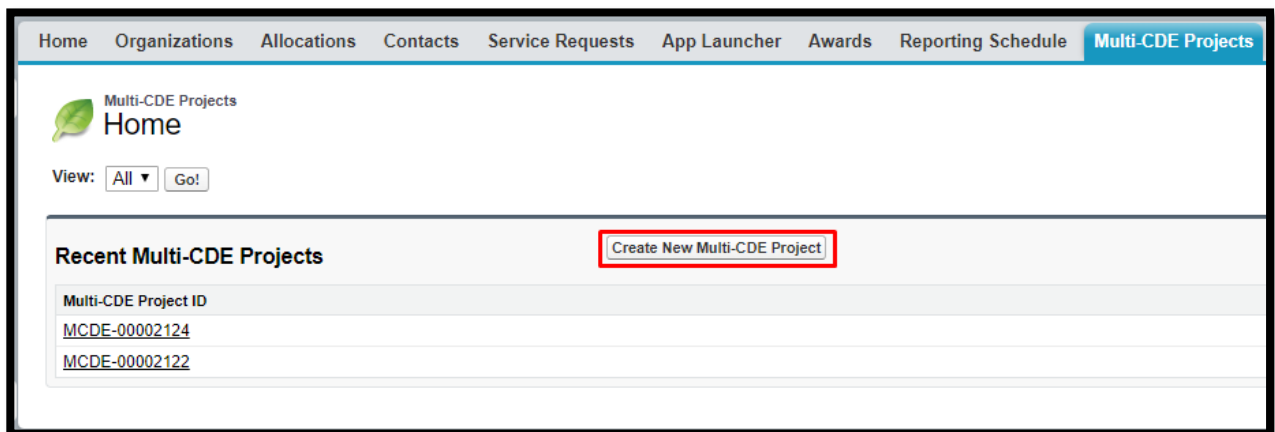 Home Organizations Allocations Contacts Service Requests App Launcher Awards Reporting Schedule Multi-CDE Projects
Multi-CDE Projects
Home
View: All ▼ Go!
Recent Multi-CDE Projects Create New Multi-CDE Project
Multi-CDE Project ID
MCDE-00002124
MCDE-00002122